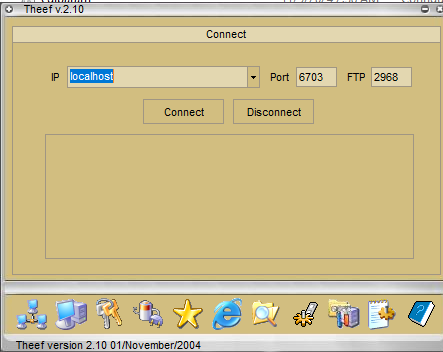 Theef v.2.10
Connect
IP localhost Port 6703 FTP 2968
Connect Disconnect
Theef version 2.10 01/November/2004